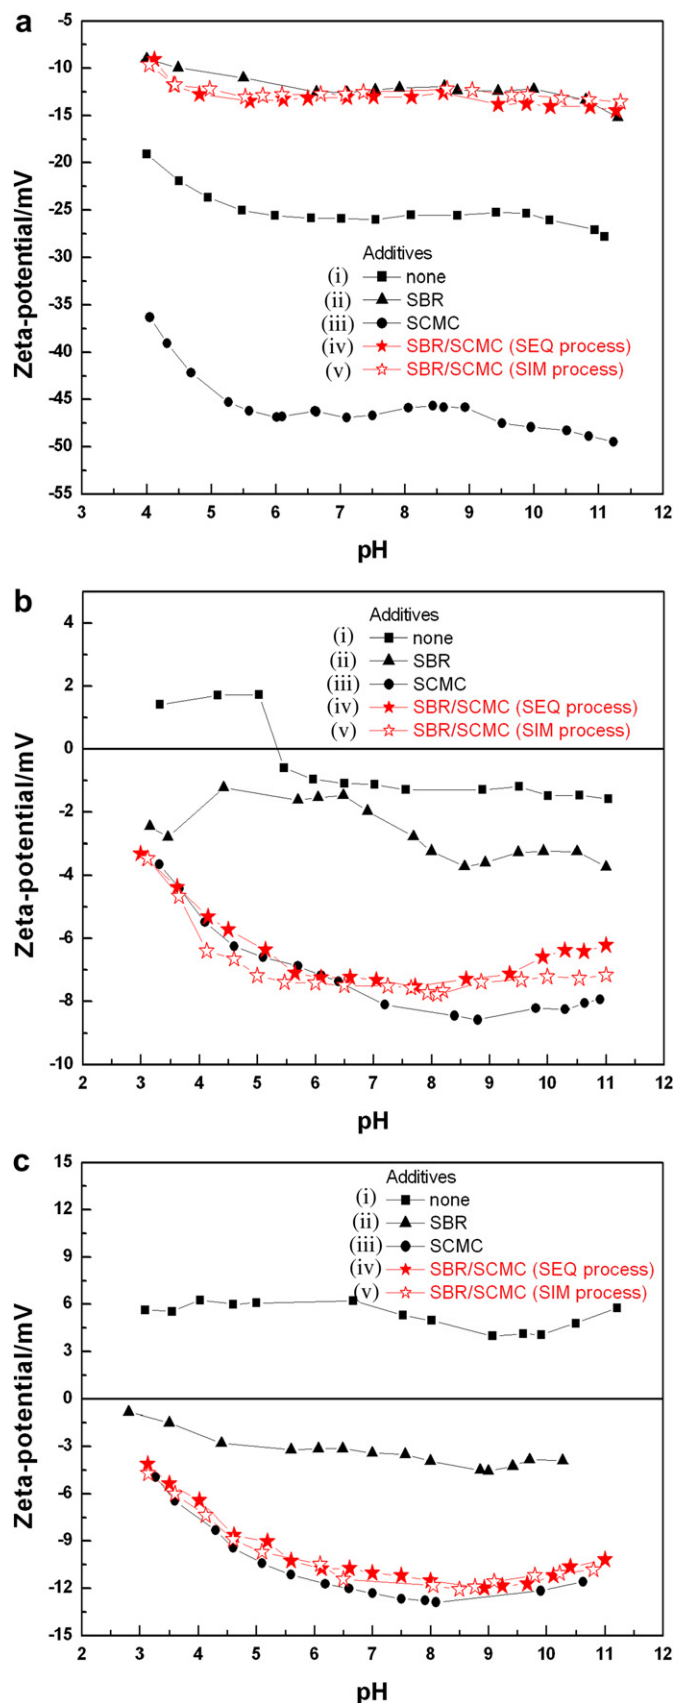 a
-5
-10
-15
-20
-25
-30
-35
-40
-45
-50
-55
Zeta-potential/mV
Additives
(i) none
(ii) SBR
(iii) SCMC
(iv) SBR/SCMC (SEQ process)
(v) SBR/SCMC (SIM process)
3 4 5 6 7 8 9 10 11 12
pH
b
4
2
0
-2
-4
-6
-8
-10
Zeta-potential/mV
Additives
(i) none
(ii) SBR
(iii) SCMC
(iv) SBR/SCMC (SEQ process)
(v) SBR/SCMC (SIM process)
2 3 4 5 6 7 8 9 10 11 12
pH
c
15
12
9
6
3
0
-3
-6
-9
-12
-15
Zeta-potential/mV
Additives
(i) none
(ii) SBR
(iii) SCMC
(iv) SBR/SCMC (SEQ process)
(v) SBR/SCMC (SIM process)
2 3 4 5 6 7 8 9 10 11 12
pH